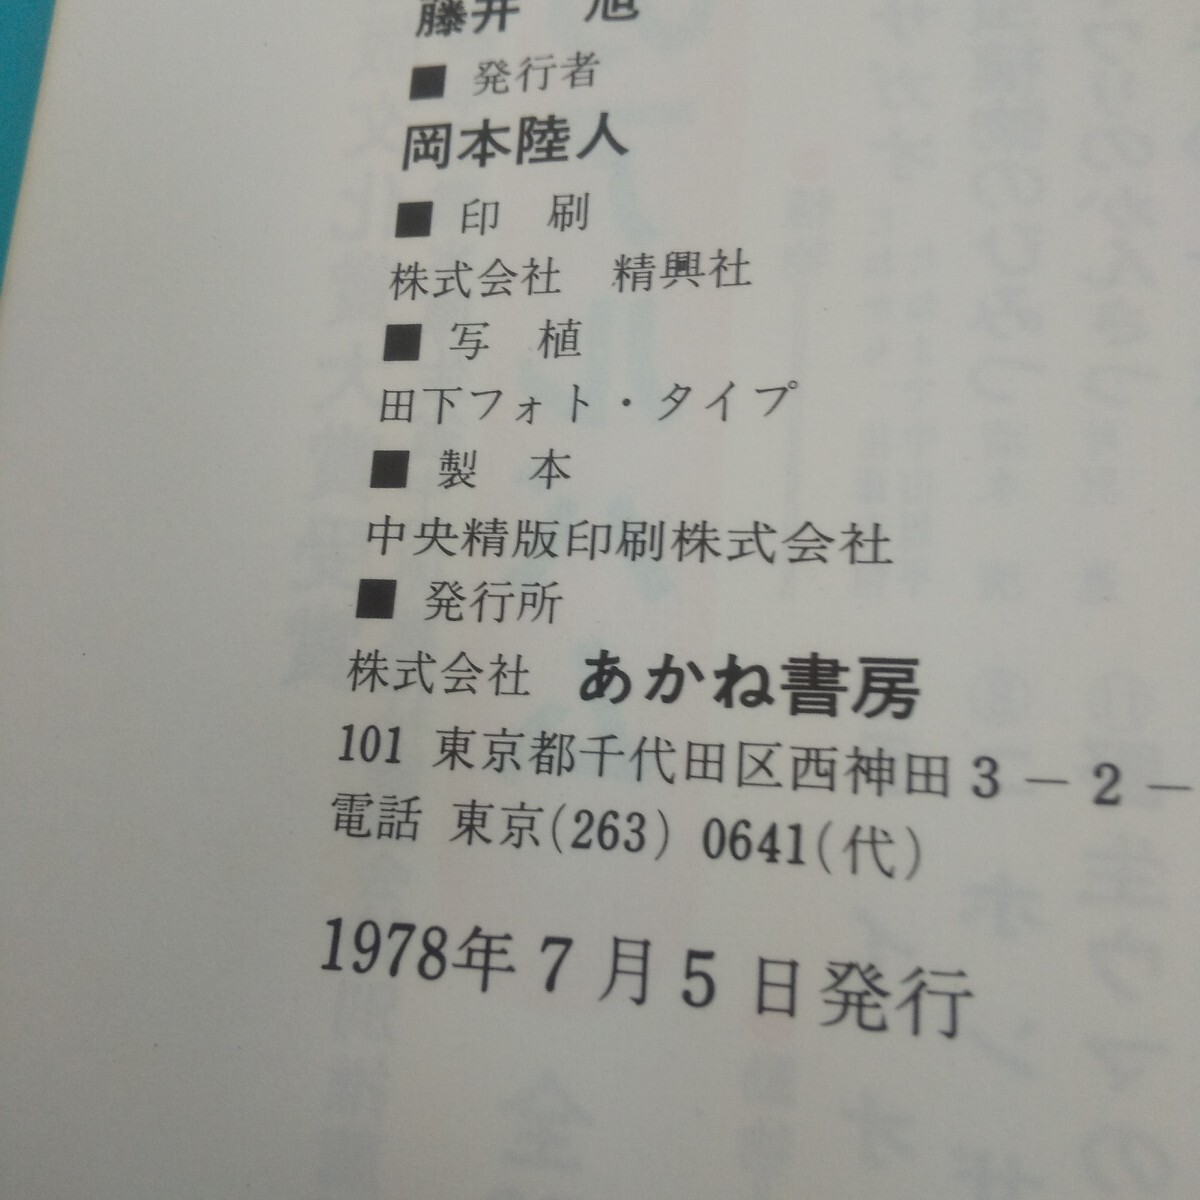 藤井　旭
■ 発行者
岡本陸人
■ 印　刷
株式会社　精興社
■ 写　植
田下フォト・タイプ
■ 製　本
中央精版印刷株式会社
■ 発行所
株式会社 あかね書房
101 東京都千代田区西神田3－2－
電話 東京(263) 0641(代)
1978年7月5日発行